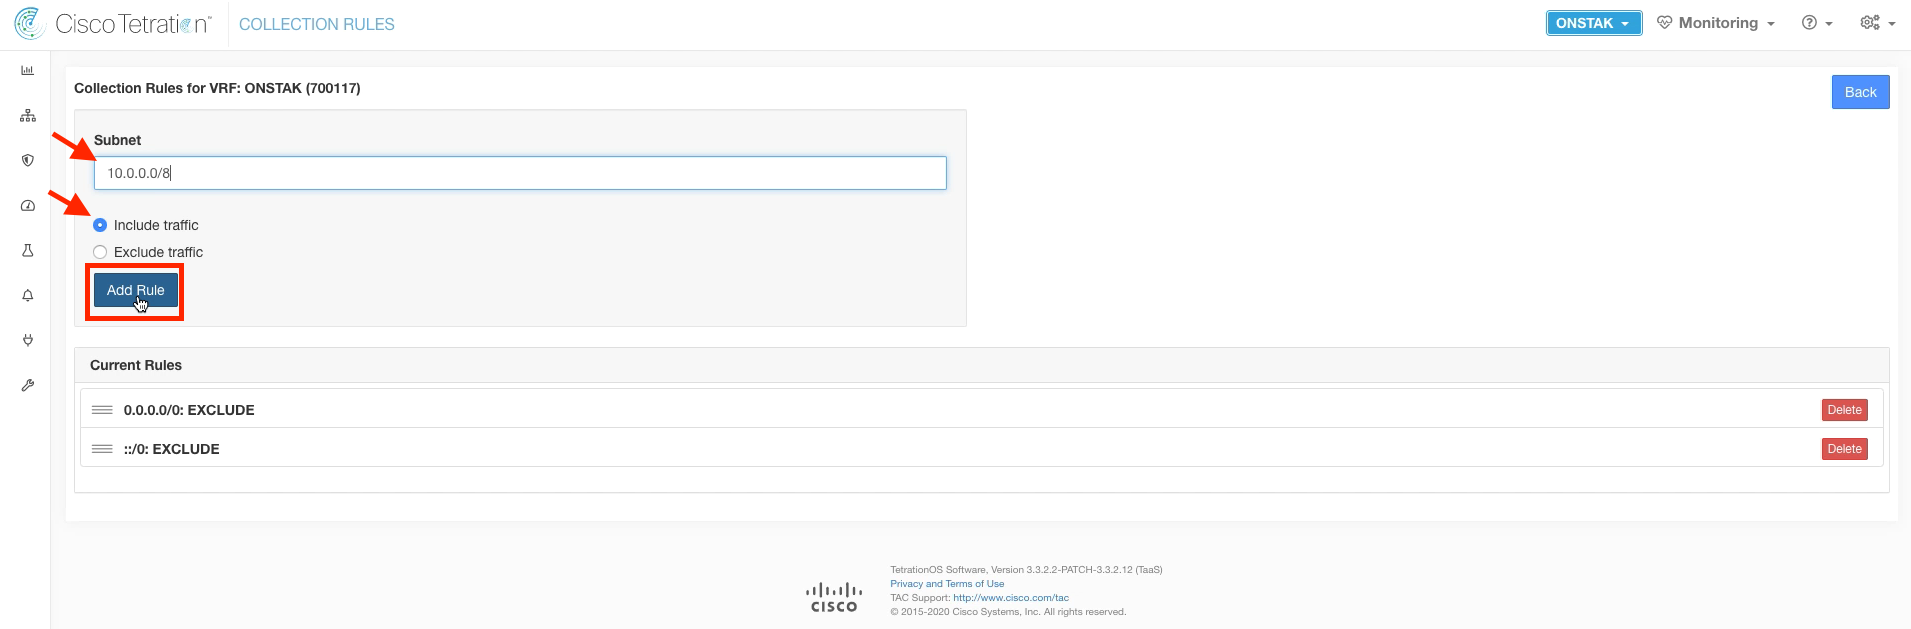 Cisco Tetration™ COLLECTION RULES ONSTAK Monitoring
Collection Rules for VRF: ONSTAK (700117)
Back
Subnet
10.0.0.0/8
Include traffic
Exclude traffic
Add Rule
Current Rules
0.0.0.0/0: EXCLUDE Delete
::/0: EXCLUDE Delete
TetrationOS Software, Version 3.3.2.2-PATCH-3.3.2.12 (TaaS)
Privacy and Terms of Use
TAC Support: http://www.cisco.com/tac
© 2015-2020 Cisco Systems, Inc. All rights reserved.
CISCO